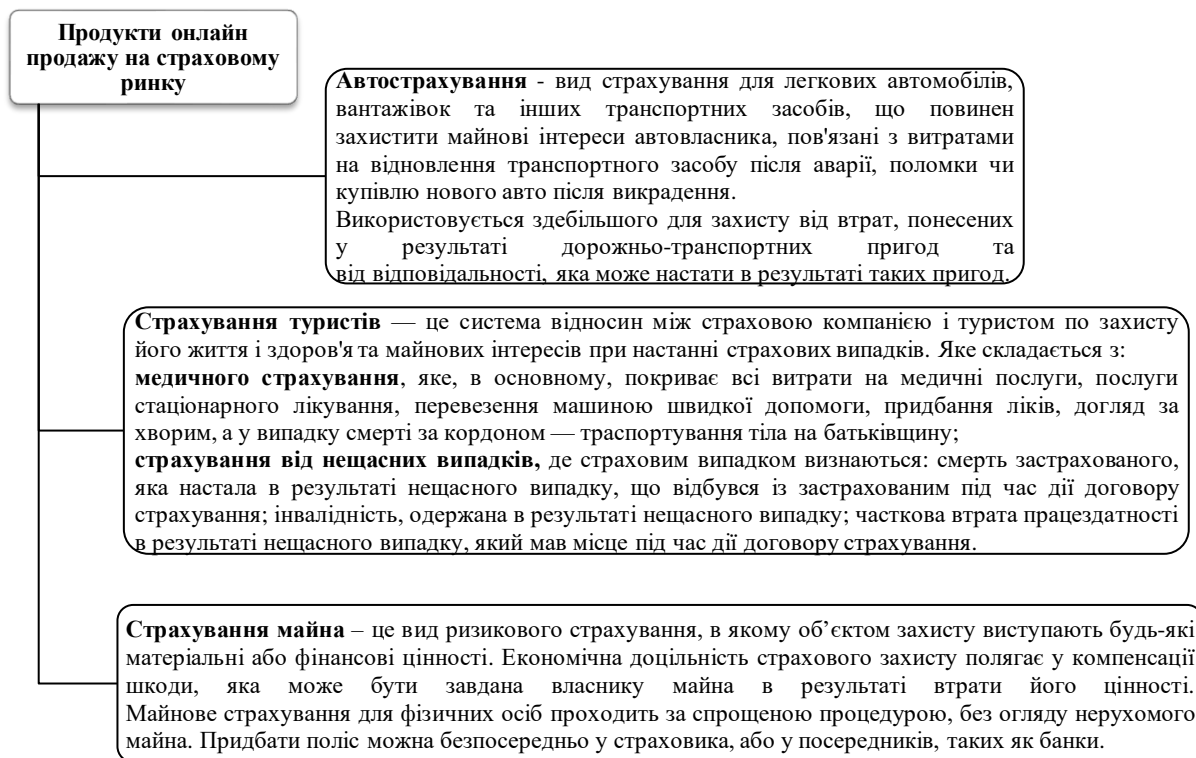 Продукти онлайн
продажу на страховому
ринку
Автострахування - вид страхування для легкових автомобілів,
вантажівок та інших транспортних засобів, що повинен
захистити майнові інтереси автовласника, пов'язані з витратами
на відновлення транспортного засобу після аварії, поломки чи
купівлю нового авто після викрадення.
Використовується здебільшого для захисту від втрат, понесених
у результаті дорожньо-транспортних пригод та
від відповідальності, яка може настати в результаті таких пригод.
Страхування туристів — це система відносин між страховою компанією і туристом по захисту
його життя і здоров'я та майнових інтересів при настанні страхових випадків. Яке складається з:
медичного страхування, яке, в основному, покриває всі витрати на медичні послуги, послуги
стаціонарного лікування, перевезення машиною швидкої допомоги, придбання ліків, догляд за
хворим, а у випадку смерті за кордоном — траспортування тіла на батьківщину;
страхування від нещасних випадків, де страховим випадком визнаються: смерть застрахованого,
яка настала в результаті нещасного випадку, що відбувся із застрахованим під час дії договору
страхування; інвалідність, одержана в результаті нещасного випадку; часткова втрата працездатності
в результаті нещасного випадку, який мав місце під час дії договору страхування.
Страхування майна – це вид ризикового страхування, в якому об’єктом захисту виступають будь-які
матеріальні або фінансові цінності. Економічна доцільність страхового захисту полягає у компенсації
шкоди, яка може бути завдана власнику майна в результаті втрати його цінності.
Майнове страхування для фізичних осіб проходить за спрощеною процедурою, без огляду нерухомого
майна. Придбати поліс можна безпосередньо у страховика, або у посередників, таких як банки.